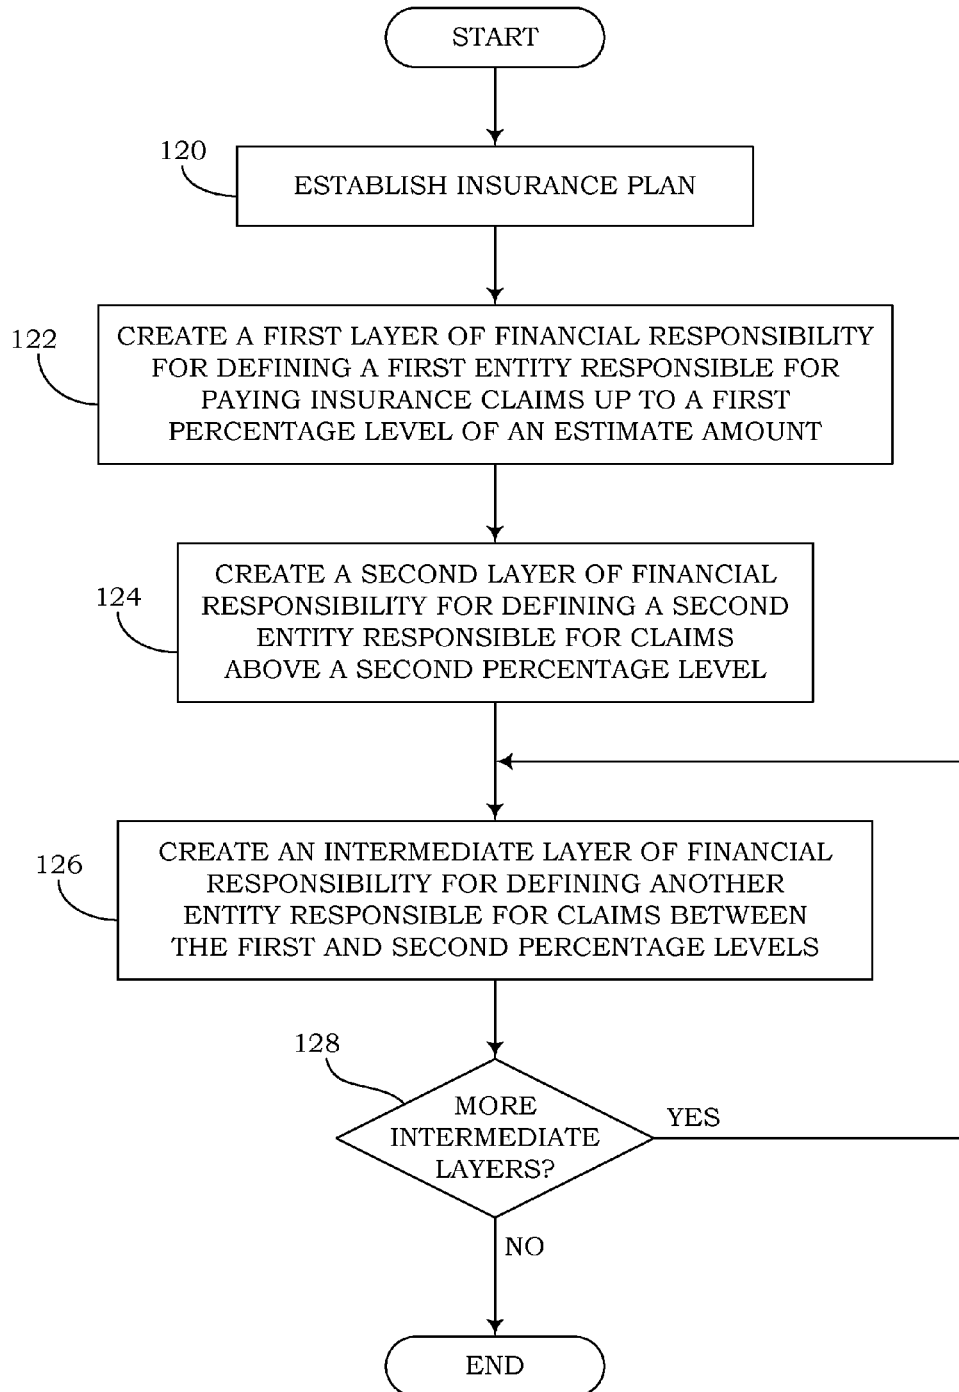 START
120
ESTABLISH INSURANCE PLAN
122
CREATE A FIRST LAYER OF FINANCIAL RESPONSIBILITY
FOR DEFINING A FIRST ENTITY RESPONSIBLE FOR
PAYING INSURANCE CLAIMS UP TO A FIRST
PERCENTAGE LEVEL OF AN ESTIMATE AMOUNT
124
CREATE A SECOND LAYER OF FINANCIAL
RESPONSIBILITY FOR DEFINING A SECOND
ENTITY RESPONSIBLE FOR CLAIMS
ABOVE A SECOND PERCENTAGE LEVEL
126
CREATE AN INTERMEDIATE LAYER OF FINANCIAL
RESPONSIBILITY FOR DEFINING ANOTHER
ENTITY RESPONSIBLE FOR CLAIMS BETWEEN
THE FIRST AND SECOND PERCENTAGE LEVELS
128
MORE
INTERMEDIATE
LAYERS?
YES
NO
END